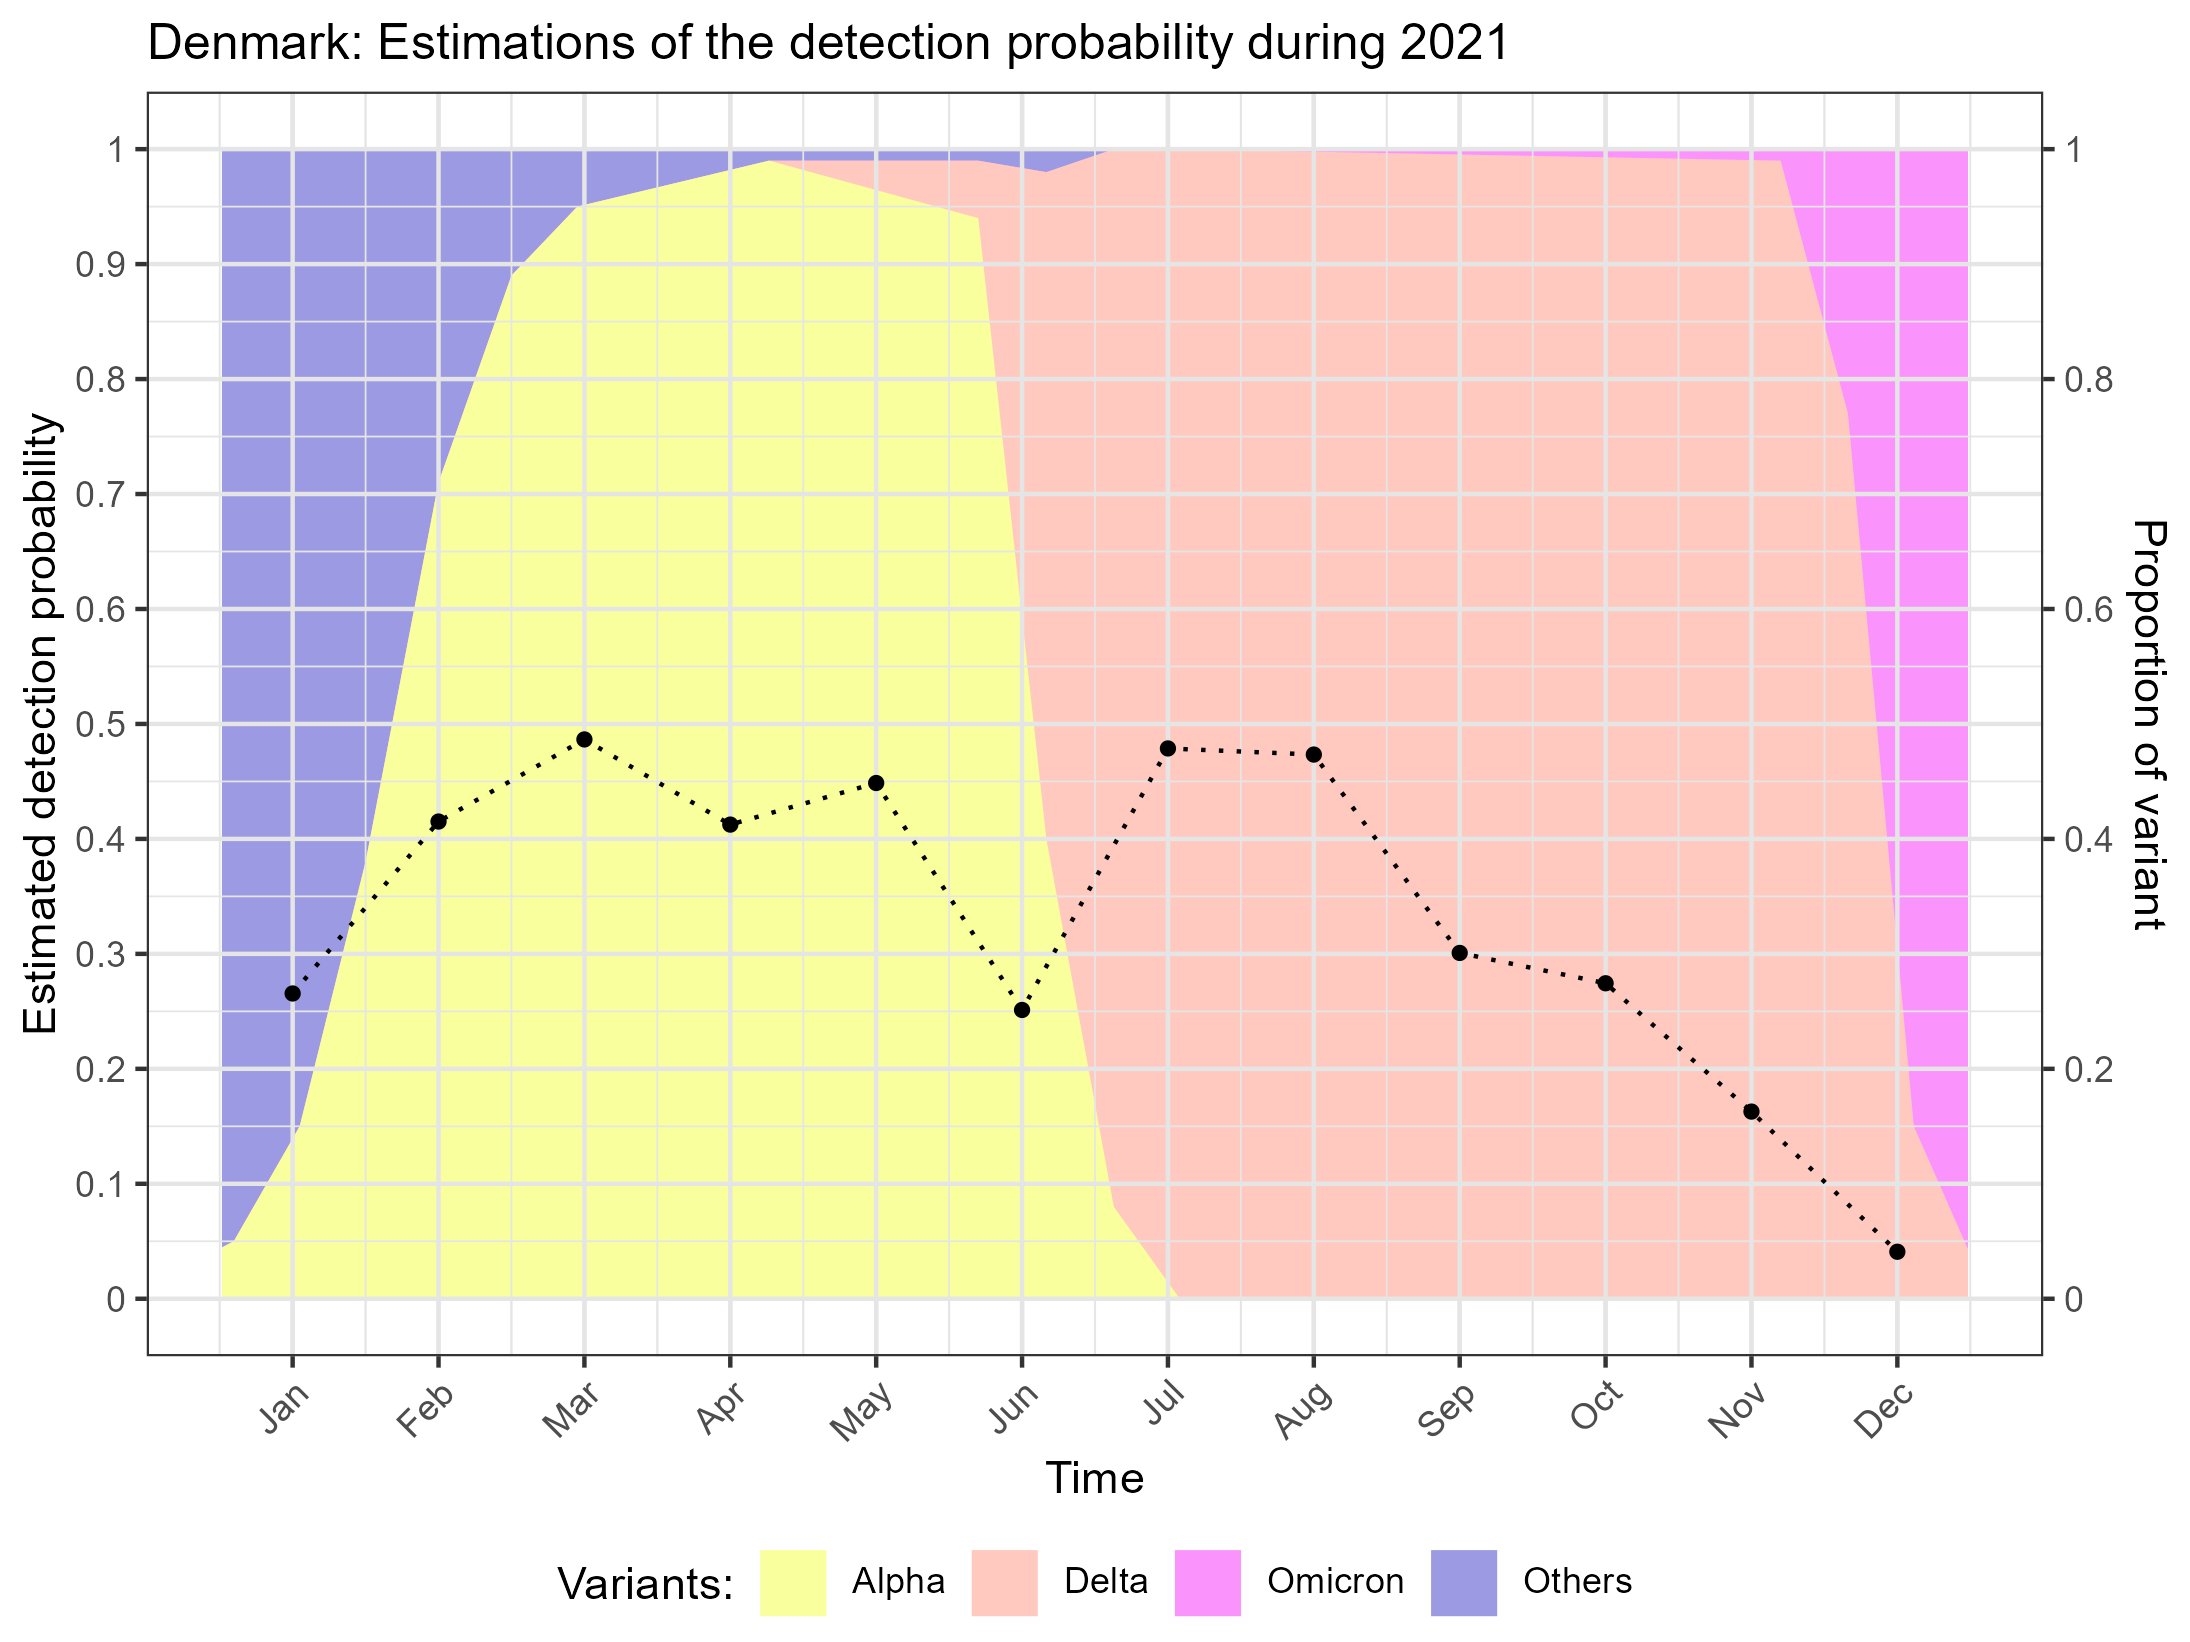 Denmark: Estimations of the detection probability during 2021
Estimated detection probability
1
0.9
0.8
0.7
0.6
0.5
0.4
0.3
0.2
0.1
0
1
0.8
0.6
0.4
0.2
0
Proportion of variant
Jan Feb Mar Apr May Jun Jul Aug Sep Oct Nov Dec
Time
Variants: Alpha Delta Omicron Others